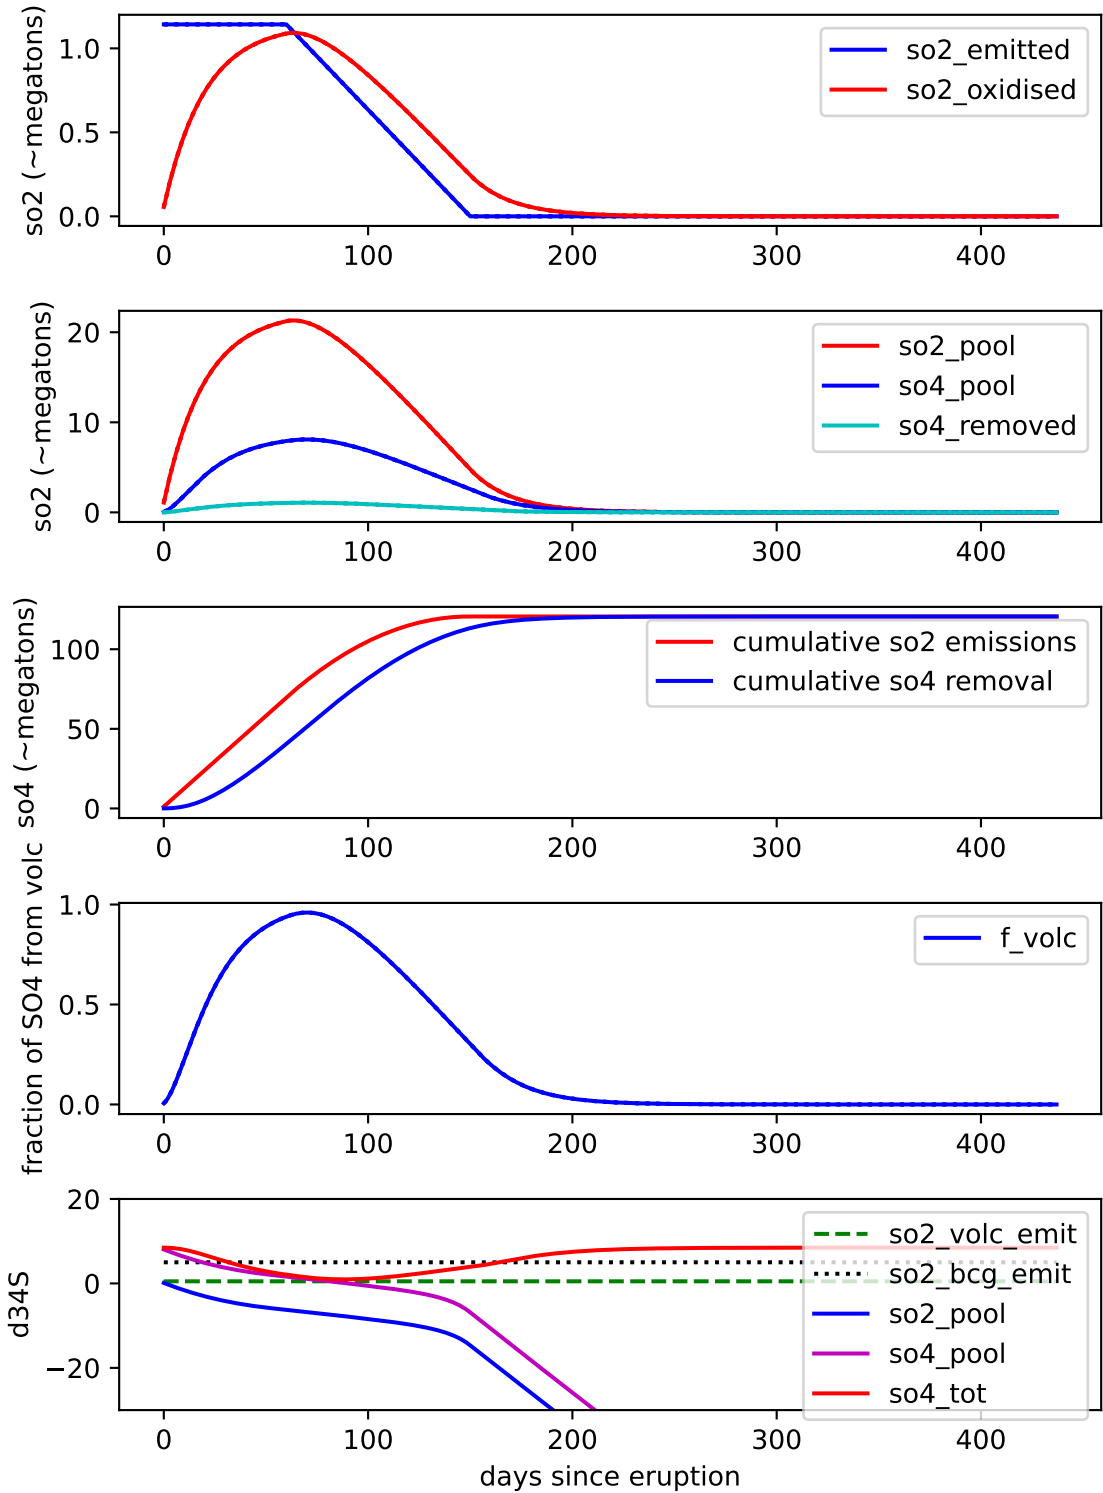 so2 (~megatons)
1.0
0.5
0.0
so2_emitted
so2_oxidised
0 100 200 300 400
so2 (~megatons)
20
10
0
so2_pool
so4_pool
so4_removed
0 100 200 300 400
so4 (~megatons)
100
50
0
cumulative so2 emissions
cumulative so4 removal
0 100 200 300 400
fraction of SO4 from volc
1.0
0.5
0.0
f_volc
0 100 200 300 400
d34S
20
0
−20
so2_volc_emit
so2_bcg_emit
so2_pool
so4_pool
so4_tot
0 100 200 300 400
days since eruption